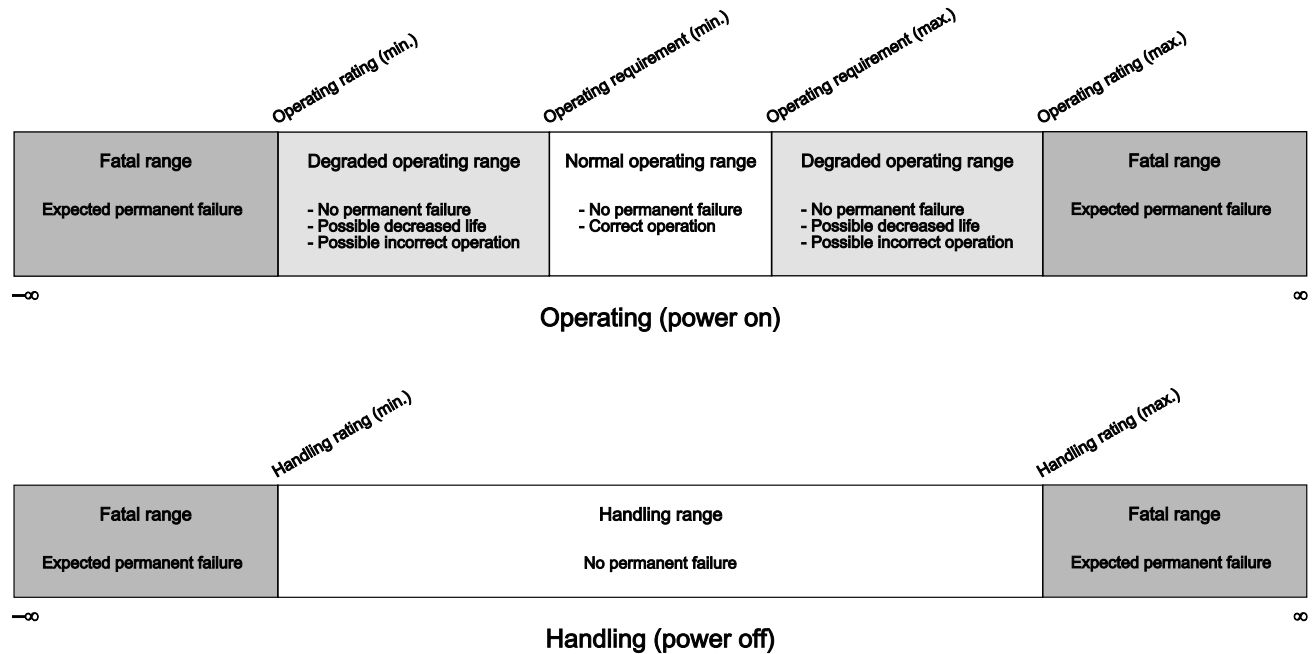 Operating rating (min.)
Operating requirement (min.)
Operating requirement (max.)
Operating rating (max.)
Fatal range
Expected permanent failure
Degraded operating range
- No permanent failure
- Possible decreased life
- Possible incorrect operation
Normal operating range
- No permanent failure
- Correct operation
Degraded operating range
- No permanent failure
- Possible decreased life
- Possible incorrect operation
Fatal range
Expected permanent failure
–∞
∞
Operating (power on)
Handling rating (min.)
Handling rating (max.)
Fatal range
Expected permanent failure
Handling range
No permanent failure
Fatal range
Expected permanent failure
–∞
∞
Handling (power off)